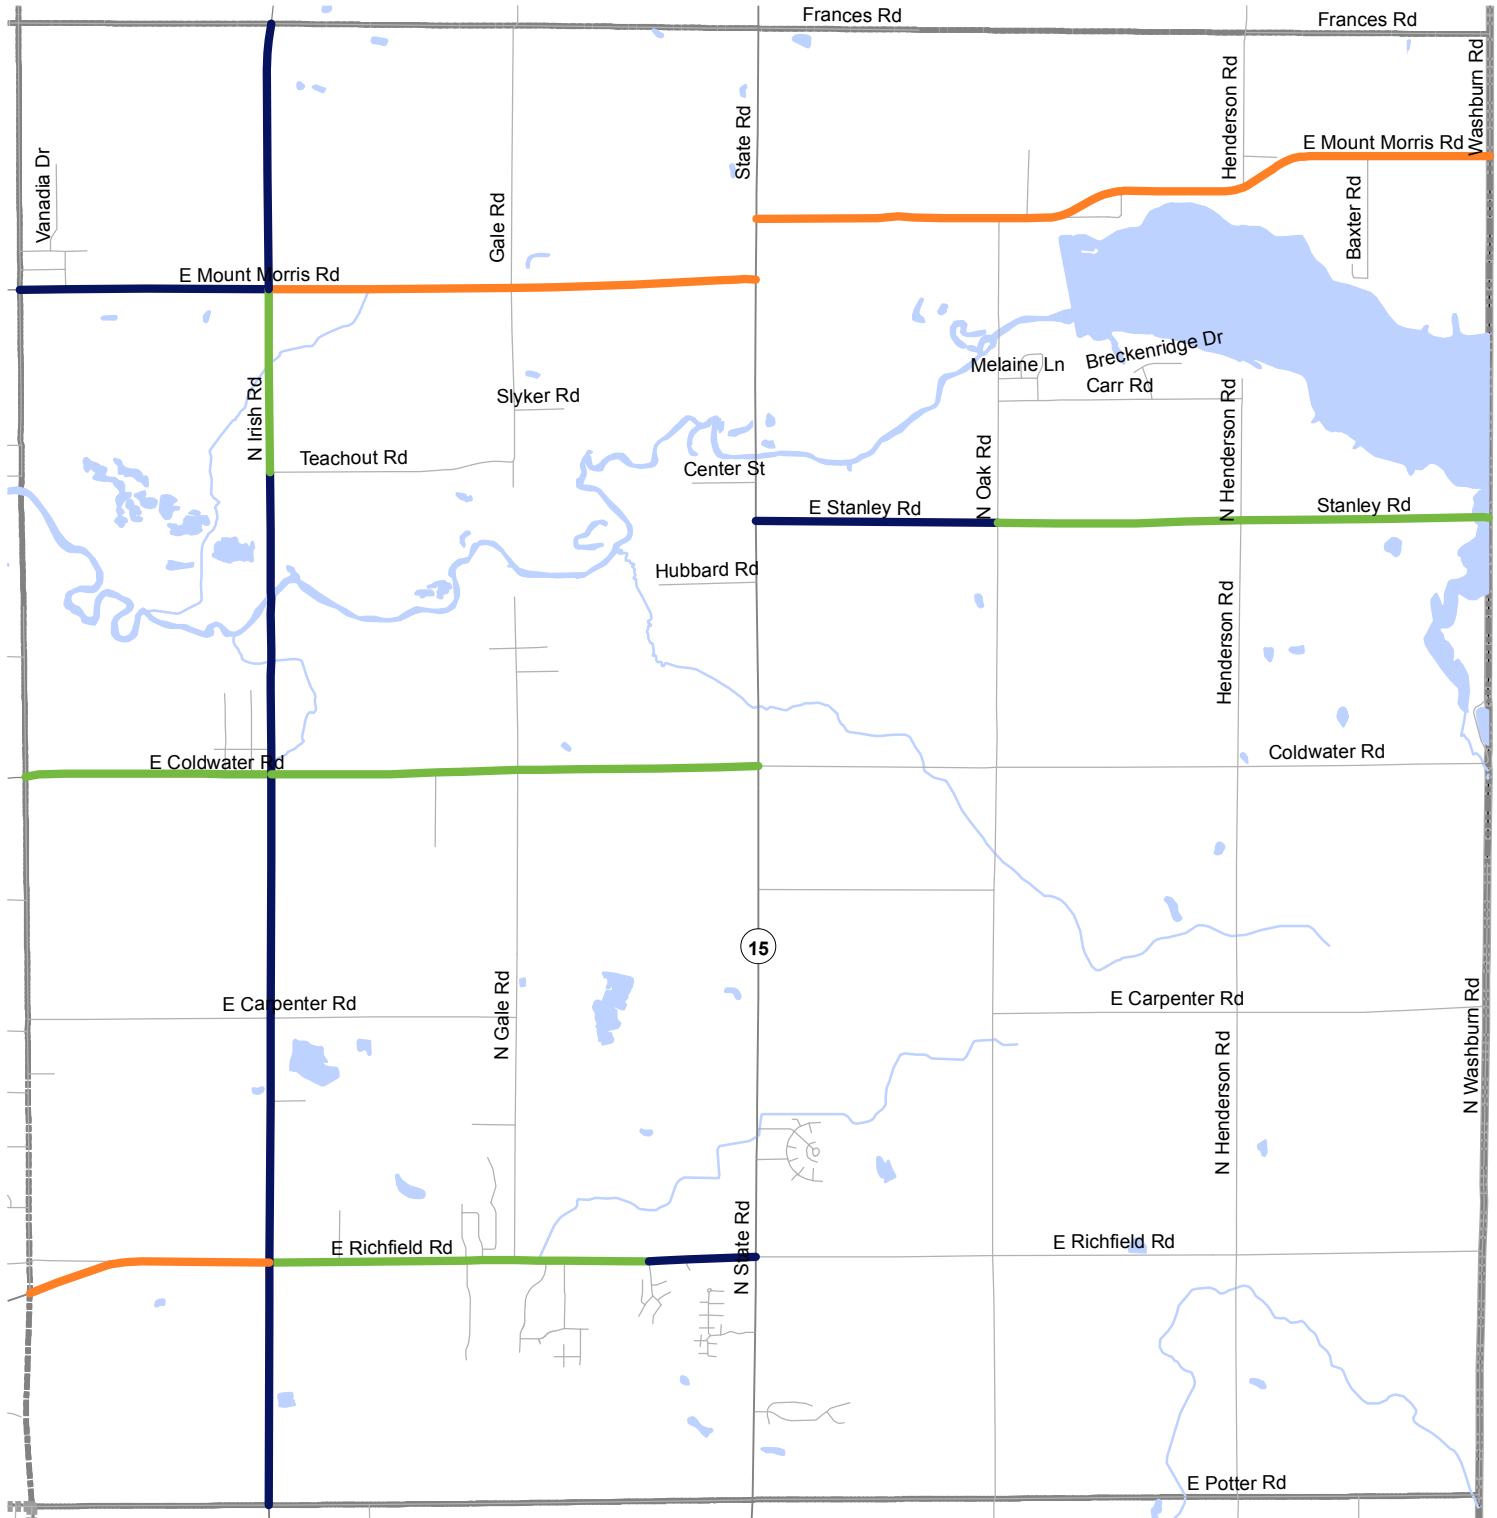 Frances Rd
Frances Rd
Washburn Rd
Henderson Rd
State Rd
E Mount Morris Rd
Vanadia Dr
Gale Rd
Baxter Rd
E Mount Morris Rd
Breckenridge Dr
Melaine Ln
Carr Rd
N Irish Rd
Slyker Rd
N Henderson Rd
Teachout Rd
Center St
N Oak Rd
E Stanley Rd
Stanley Rd
Hubbard Rd
Henderson Rd
E Coldwater Rd
Coldwater Rd
15
N Gale Rd
E Carpenter Rd
E Carpenter Rd
N Washburn Rd
N Henderson Rd
N State Rd
E Richfield Rd
E Richfield Rd
E Potter Rd